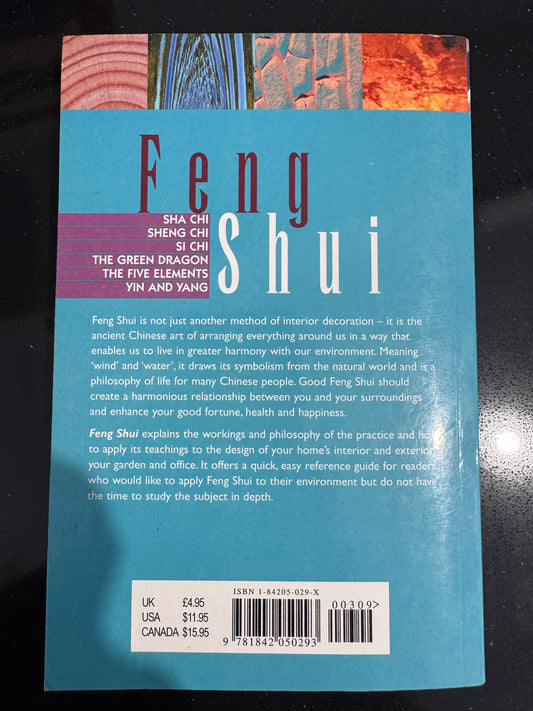 Feng
Shui
SHA CHI
SHENG CHI
SI CHI
THE GREEN DRAGON
THE FIVE ELEMENTS
YIN AND YANG
Feng Shui is not just another method of interior decoration – it is the
ancient Chinese art of arranging everything around us in a way that
enables us to live in greater harmony with our environment. Meaning
'wind' and 'water', it draws its symbolism from the natural world and is a
philosophy of life for many Chinese people. Good Feng Shui should
create a harmonious relationship between you and your surroundings
and enhance your good fortune, health and happiness.
Feng Shui explains the workings and philosophy of the practice and how
to apply its teachings to the design of your home's interior and exterior,
your garden and office. It offers a quick, easy reference guide for readers
who would like to apply Feng Shui to their environment but do not have
the time to study the subject in depth.
UK £4.95
USA $11.95
CANADA $15.95
ISBN 1-84205-029-X
00309>
9 781842 050293